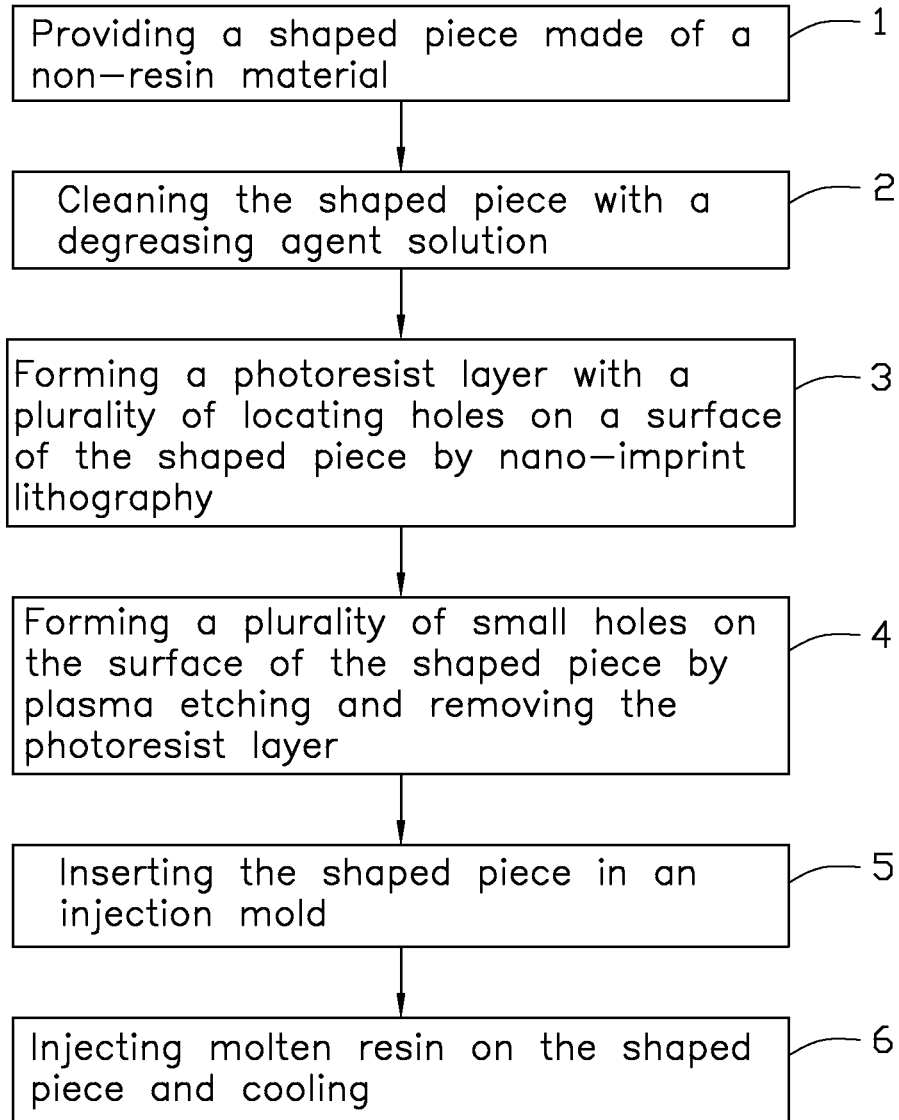 Providing a shaped piece made of a
non-resin material
1
Cleaning the shaped piece with a
degreasing agent solution
2
Forming a photoresist layer with a
plurality of locating holes on a surface
of the shaped piece by nano-imprint
lithography
3
Forming a plurality of small holes on
the surface of the shaped piece by
plasma etching and removing the
photoresist layer
4
Inserting the shaped piece in an
injection mold
5
Injecting molten resin on the shaped
piece and cooling
6